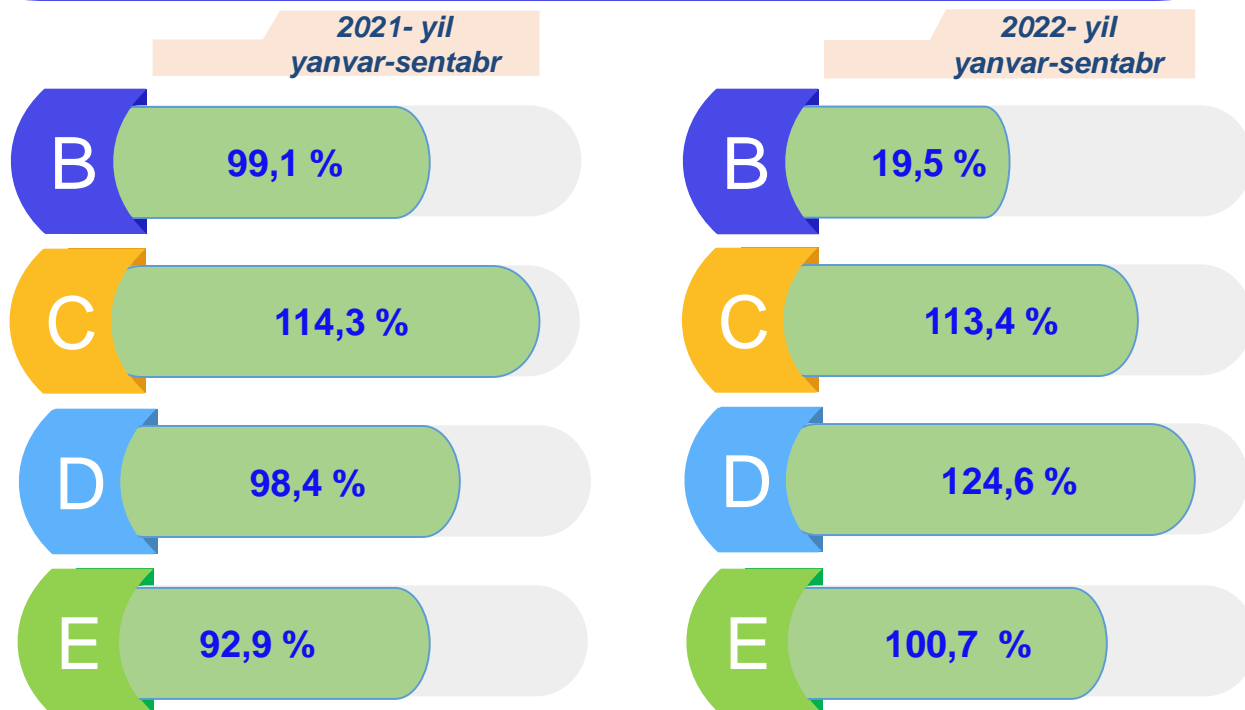 2021- yil
yanvar-sentabr
B
99,1 %
C
114,3 %
D
98,4 %
E
92,9 %
2022- yil
yanvar-sentabr
B
19,5 %
C
113,4 %
D
124,6 %
E
100,7 %